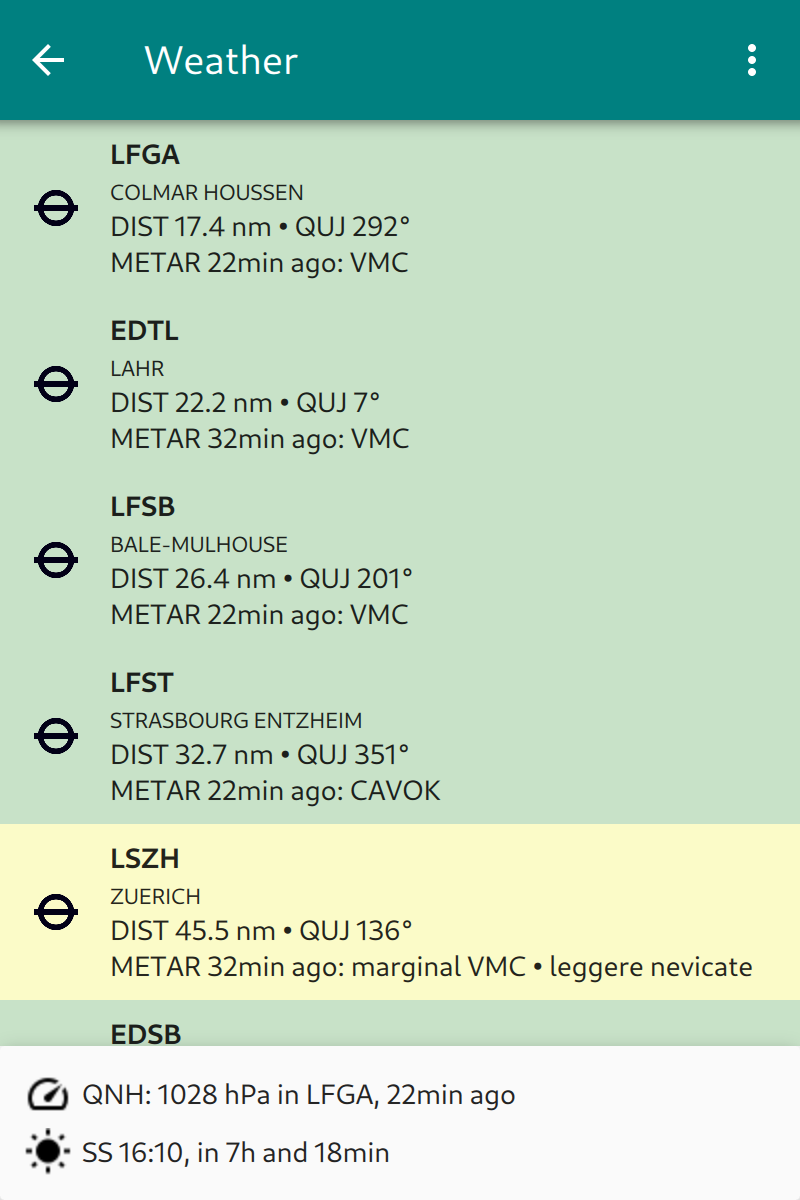 Weather
LFGA
COLMAR HOUSSEN
DIST 17.4 nm • QUJ 292°
METAR 22min ago: VMC
EDTL
LAHR
DIST 22.2 nm • QUJ 7°
METAR 32min ago: VMC
LFSB
BALE-MULHOUSE
DIST 26.4 nm • QUJ 201°
METAR 22min ago: VMC
LFST
STRASBOURG ENTZHEIM
DIST 32.7 nm • QUJ 351°
METAR 22min ago: CAVOK
LSZH
ZUERICH
DIST 45.5 nm • QUJ 136°
METAR 32min ago: marginal VMC • leggere nevicate
EDSB
QNH: 1028 hPa in LFGA, 22min ago
SS 16:10, in 7h and 18min